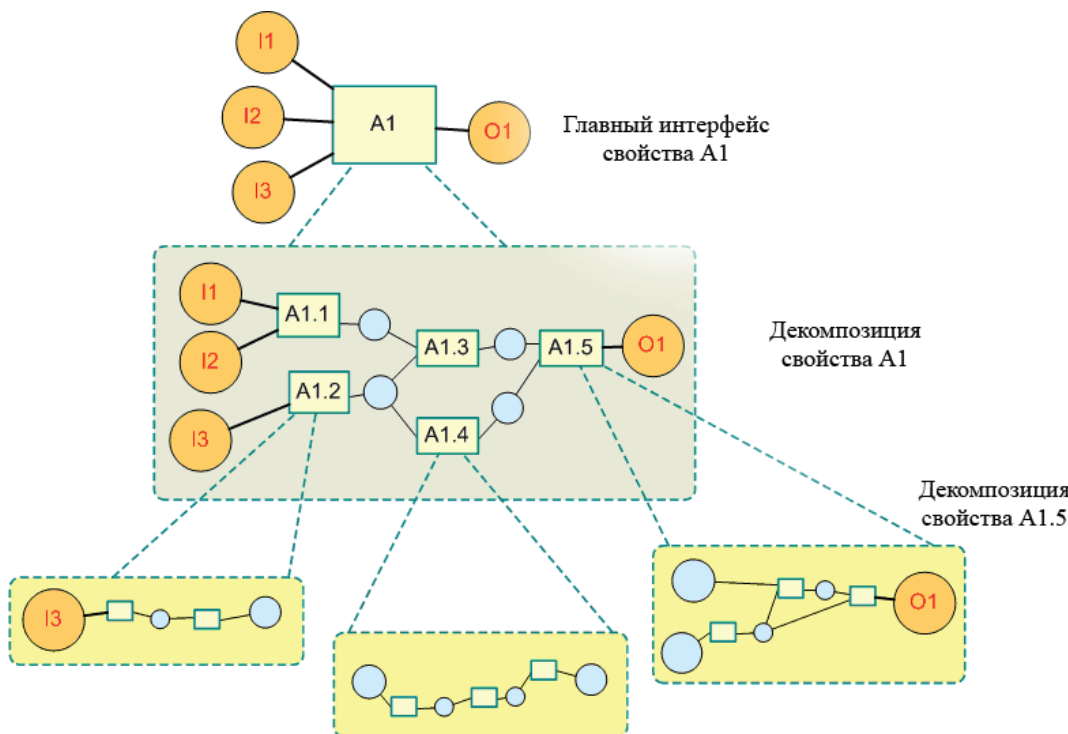 I1
I2
A1
O1
I3
Главный интерфейс
свойства A1
I1
A1.1
I2
A1.3
A1.5
O1
A1.2
I3
A1.4
Декомпозиция
свойства A1
Декомпозиция
свойства A1.5
I3
O1